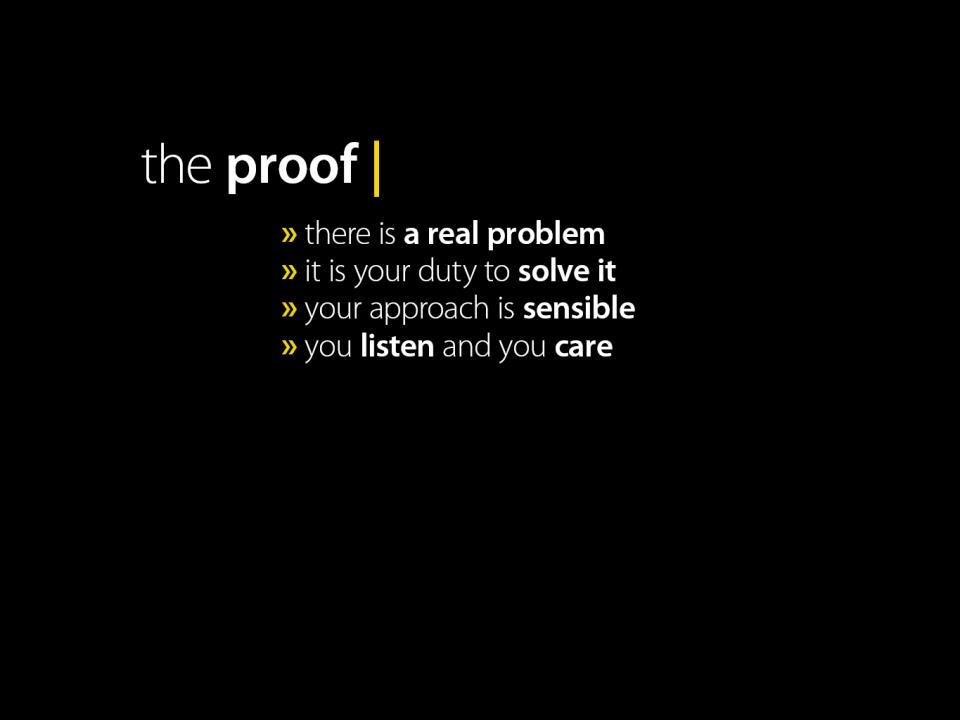 the proof |
» there is a real problem
» it is your duty to solve it
» your approach is sensible
» you listen and you care